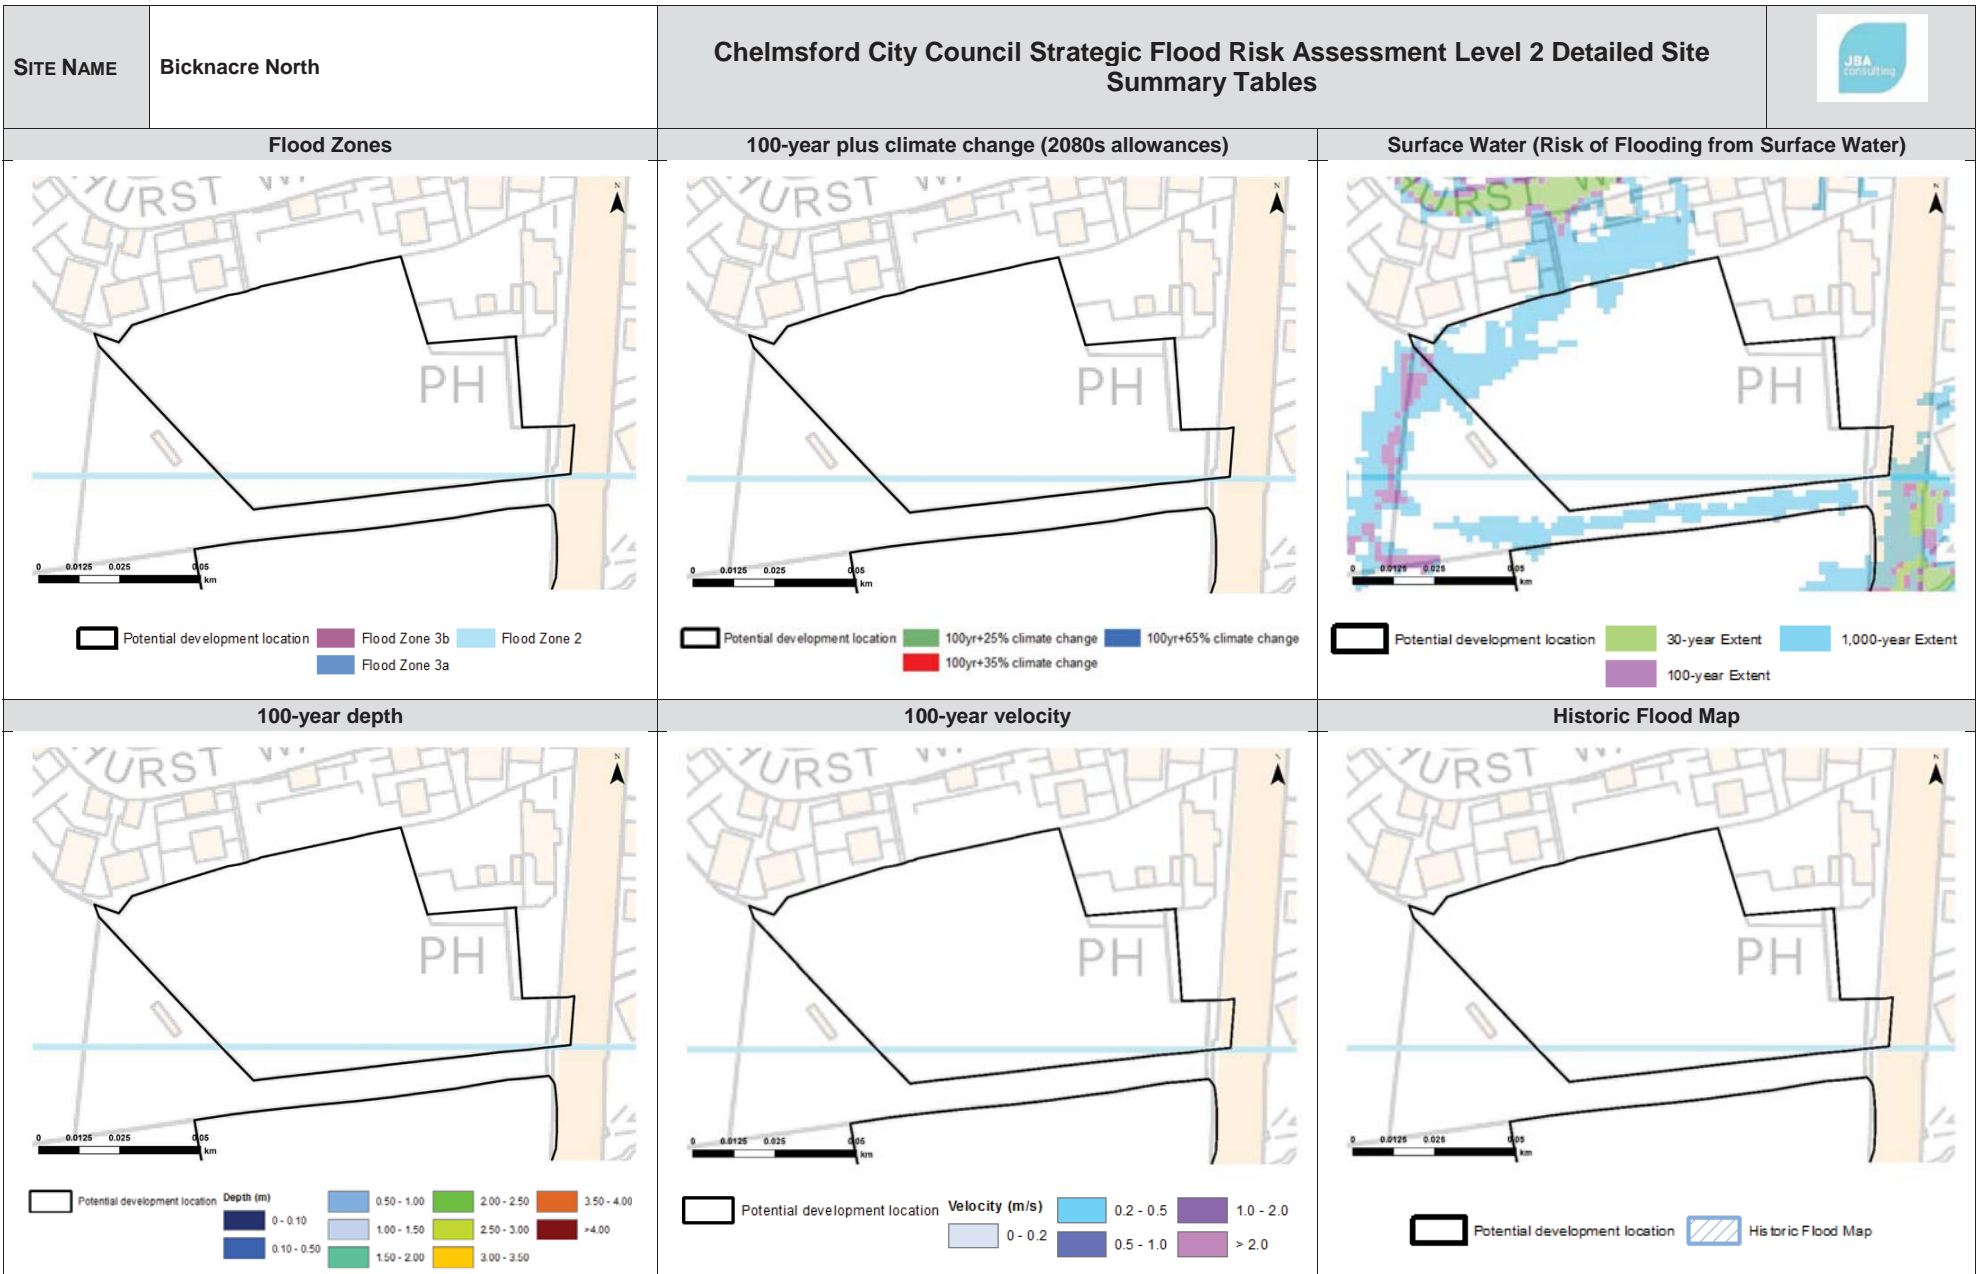 SITE NAME
Bicknacre North
Chelmsford City Council Strategic Flood Risk Assessment Level 2 Detailed Site
Summary Tables
JBA
consulting
Flood Zones
100-year plus climate change (2080s allowances)
Surface Water (Risk of Flooding from Surface Water)
YURST
N
PH
0 0.0125 0.025 0.05
km
Potential development location
Flood Zone 3b
Flood Zone 2
Flood Zone 3a
YURST
N
PH
0 0.0125 0.025 0.05
km
Potential development location
100yr+25% climate change
100yr+65% climate change
100yr+35% climate change
URST
N
PH
0 0.0125 0.025 0.05
km
Potential development location
30-year Extent
1,000-year Extent
100-year Extent
100-year depth
100-year velocity
Historic Flood Map
YURST
N
PH
0 0.0125 0.025 0.05
km
Potential development location
Depth (m)
0 - 0.10
0.10 - 0.50
0.50 - 1.00
1.00 - 1.50
1.50 - 2.00
2.00 - 2.50
2.50 - 3.00
3.00 - 3.50
3.50 - 4.00
>4.00
YURST
N
PH
0 0.0125 0.025 0.05
km
Potential development location
Velocity (m/s)
0 - 0.2
0.2 - 0.5
0.5 - 1.0
1.0 - 2.0
> 2.0
YURST
N
PH
0 0.0125 0.025 0.05
km
Potential development location
Historic Flood Map